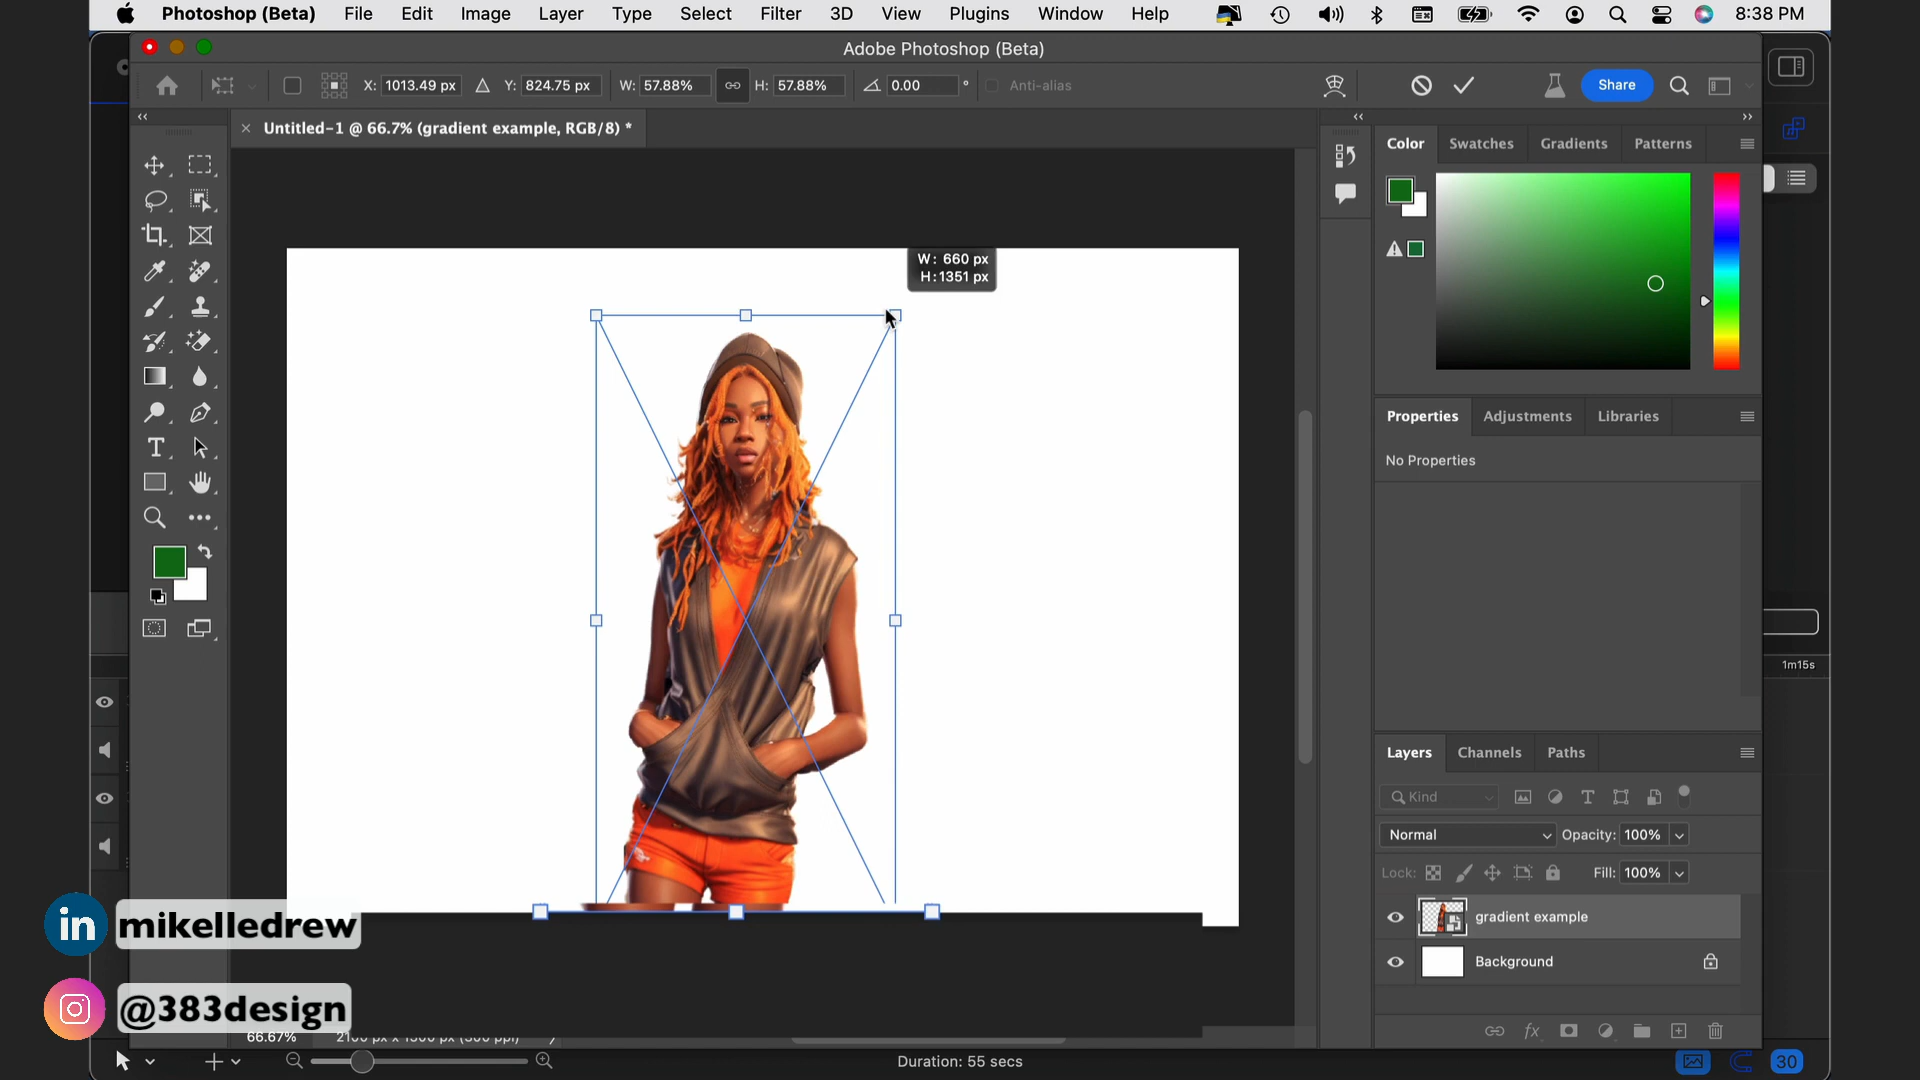 Photoshop (Beta) File Edit Image Layer Type Select Filter 3D View Plugins Window Help 8:38 PM
Adobe Photoshop (Beta)
X: 1013.49 px Y: 824.75 px W: 57.88% H: 57.88% 0.00 ° Anti-alias Share
Untitled-1 @ 66.7% (gradient example, RGB/8) *
Color Swatches Gradients Patterns
W: 660 px
H: 1351 px
Properties Adjustments Libraries
No Properties
1m15s
Layers Channels Paths
Kind
Normal Opacity: 100%
Lock: Fill: 100%
gradient example
Background
in mikelledrew
@383design
66.67%
Duration: 55 secs
30